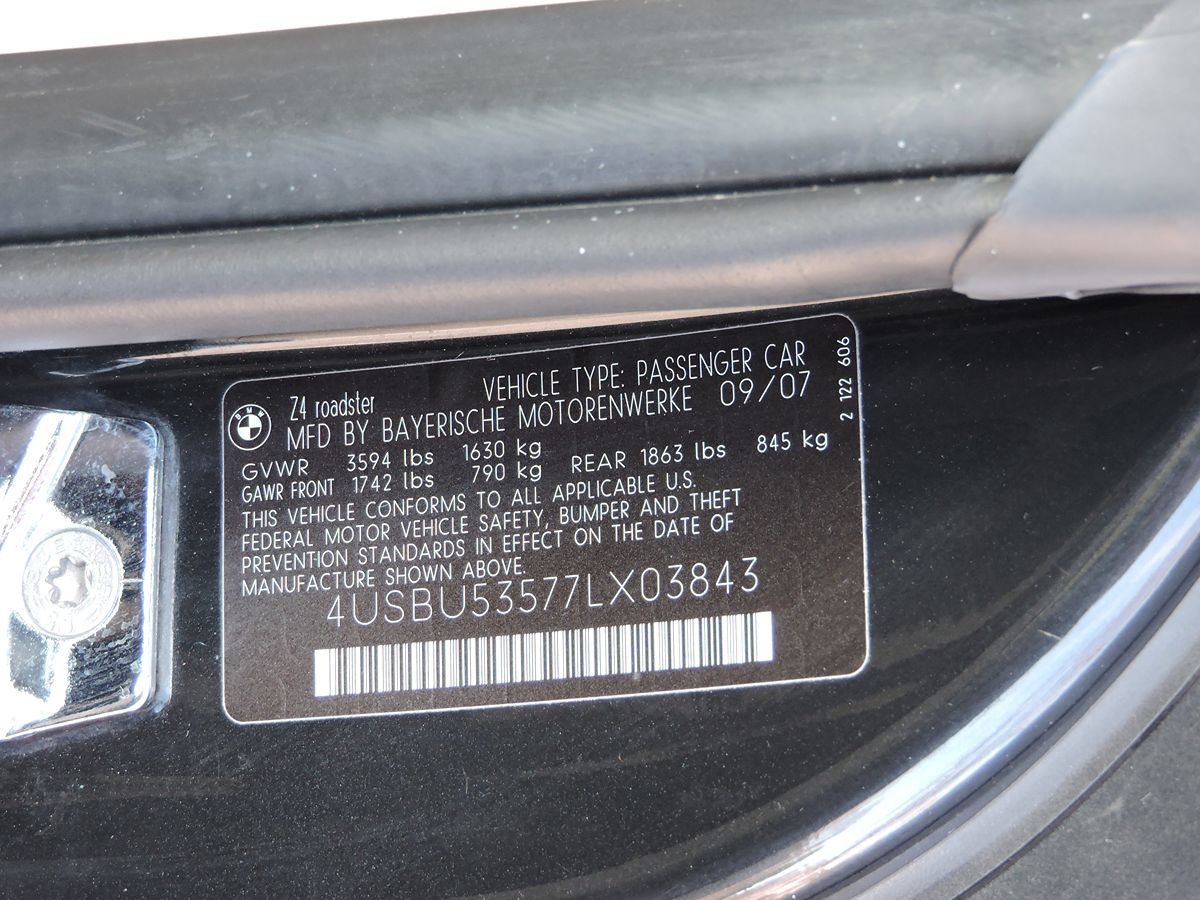 BMW
Z4 roadster VEHICLE TYPE: PASSENGER CAR
MFD BY BAYERISCHE MOTORENWERKE 09/07
GVWR 3594 lbs 1630 kg
GAWR FRONT 1742 lbs 790 kg REAR 1863 lbs 845 kg
THIS VEHICLE CONFORMS TO ALL APPLICABLE U.S.
FEDERAL MOTOR VEHICLE SAFETY, BUMPER AND THEFT
PREVENTION STANDARDS IN EFFECT ON THE DATE OF
MANUFACTURE SHOWN ABOVE.
4USBU53577LX03843
2 122 606